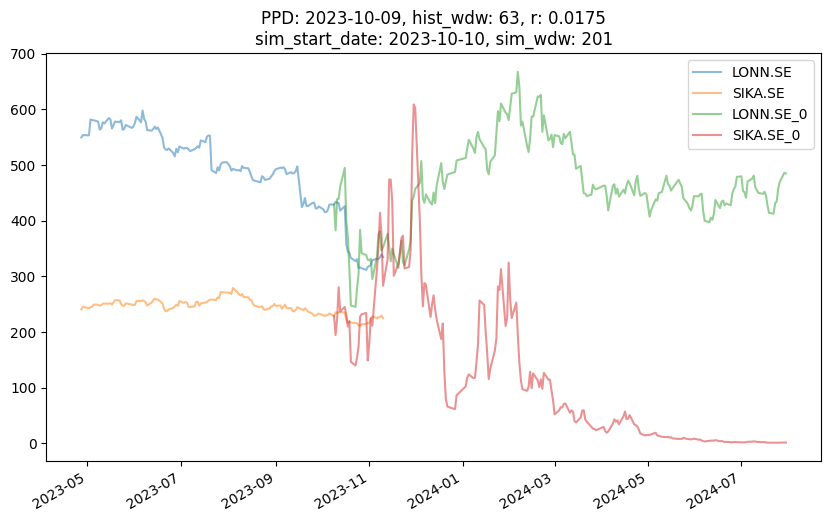 PPD: 2023-10-09, hist_wdw: 63, r: 0.0175
sim_start_date: 2023-10-10, sim_wdw: 201
700
600
500
400
300
200
100
0
LONN.SE
SIKA.SE
LONN.SE_0
SIKA.SE_0
2023-05
2023-07
2023-09
2023-11
2024-01
2024-03
2024-05
2024-07